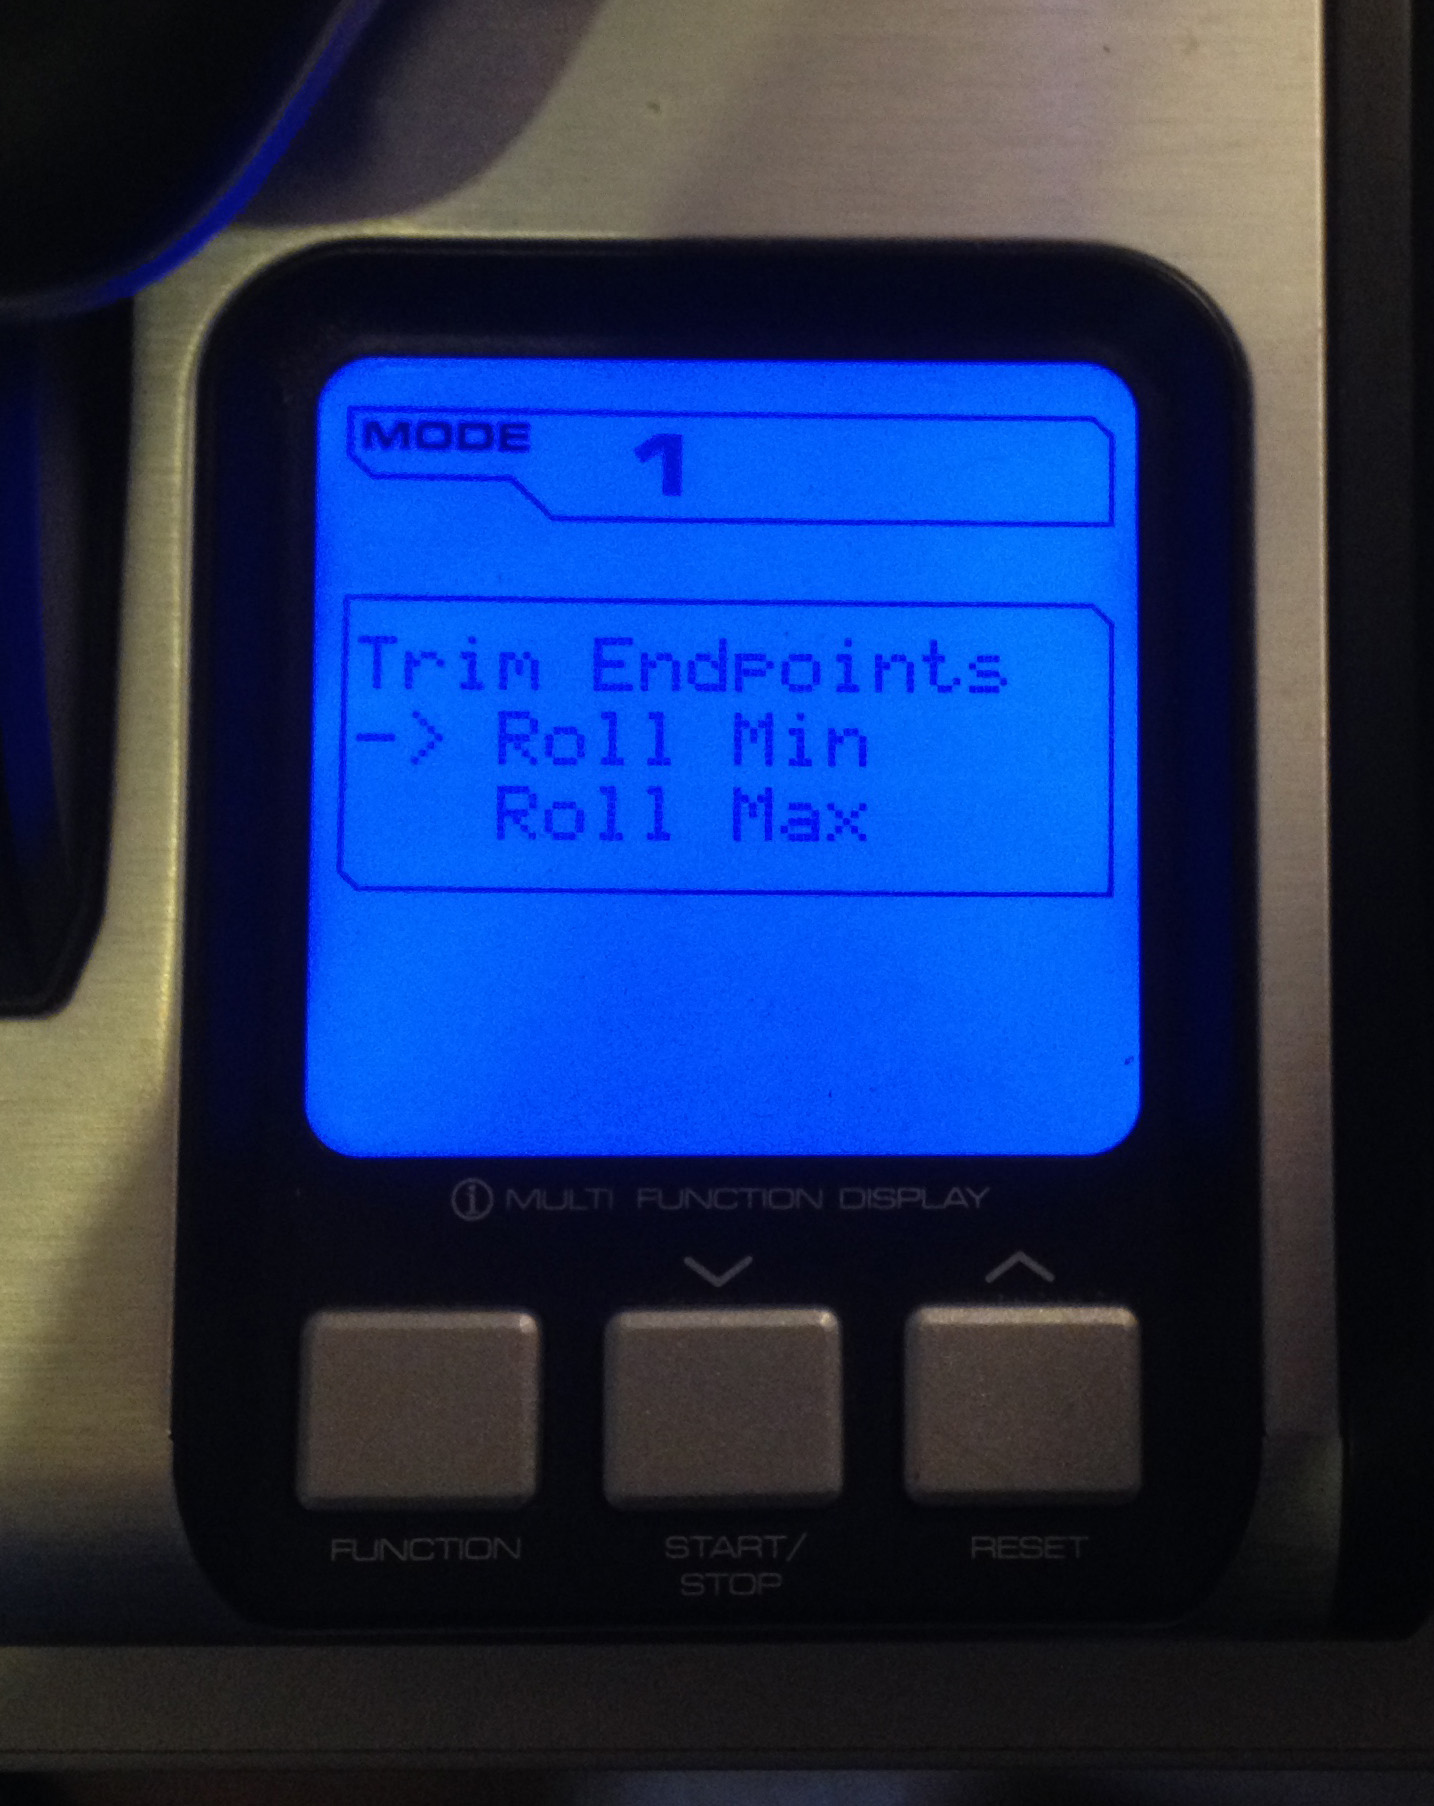 MODE 1
Trim Endpoints
-> Roll Min
Roll Max
i MULTI FUNCTION DISPLAY
FUNCTION
START/
STOP
RESET